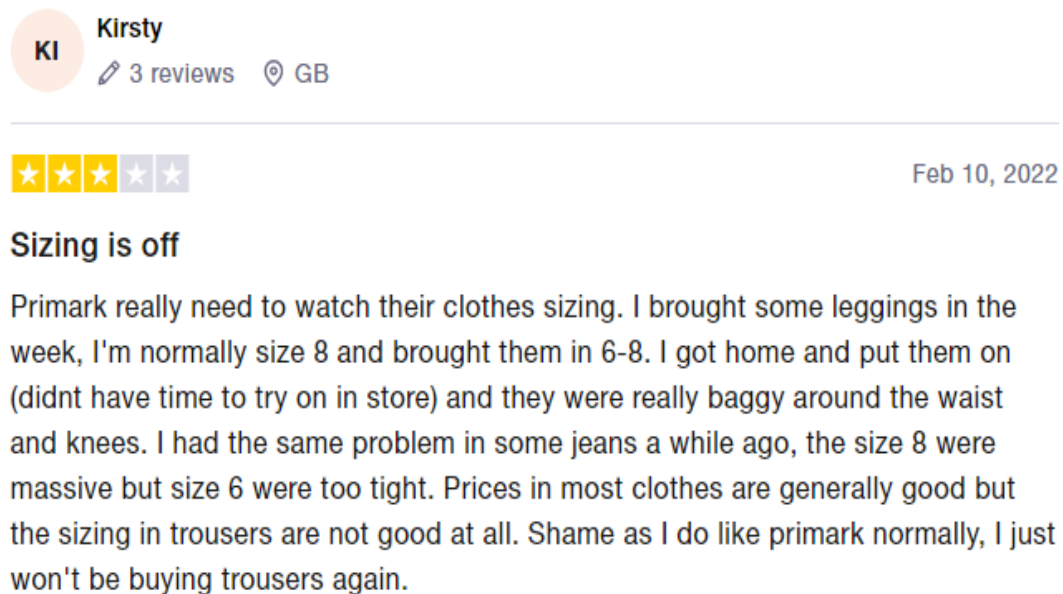 KI
Kirsty
3 reviews GB
Feb 10, 2022
Sizing is off
Primark really need to watch their clothes sizing. I brought some leggings in the
week, I'm normally size 8 and brought them in 6-8. I got home and put them on
(didnt have time to try on in store) and they were really baggy around the waist
and knees. I had the same problem in some jeans a while ago, the size 8 were
massive but size 6 were too tight. Prices in most clothes are generally good but
the sizing in trousers are not good at all. Shame as I do like primark normally, I just
won't be buying trousers again.